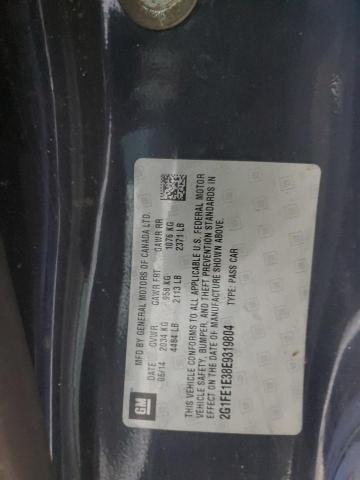 GM
MFD BY GENERAL MOTORS OF CANADA LTD.
DATE GVWR GAWR FRT GAWR RR
06/14 2034 KG 958 KG 1076 KG
4484 LB 2113 LB 2371 LB
THIS VEHICLE CONFORMS TO ALL APPLICABLE U.S. FEDERAL MOTOR
VEHICLE SAFETY, BUMPER, AND THEFT PREVENTION STANDARDS IN
EFFECT ON THE DATE OF MANUFACTURE SHOWN ABOVE.
2G1FE1E38E9319804 TYPE: PASS CAR